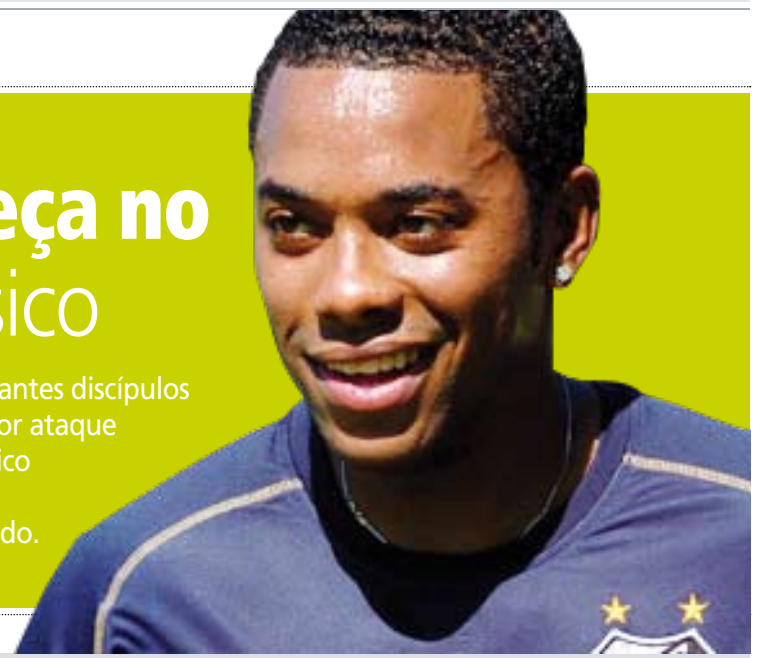 eça no
sico
antes discípulos
or ataque
ico
do.